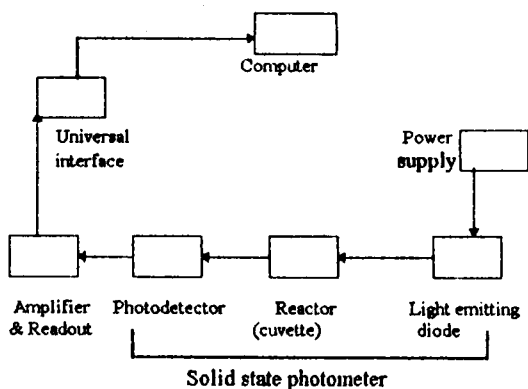 Computer
Universal
interface
Power
supply
Amplifier
& Readout
Photodetector
Reactor
(cuvette)
Light emitting
diode
Solid state photometer